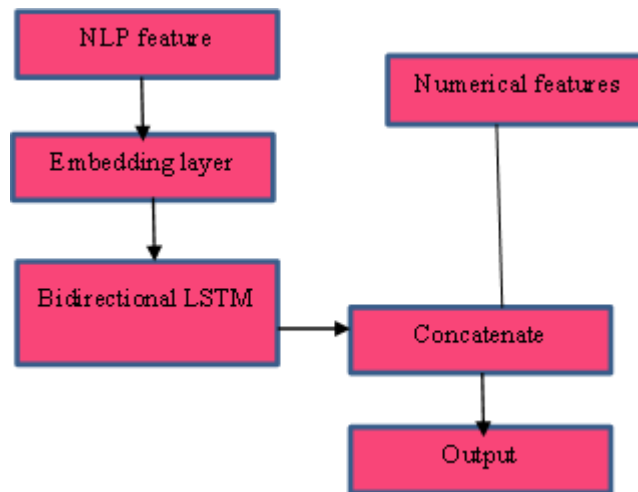 NLP feature
Numerical features
Embedding layer
Bidirectional LSTM
Concatenate
Output